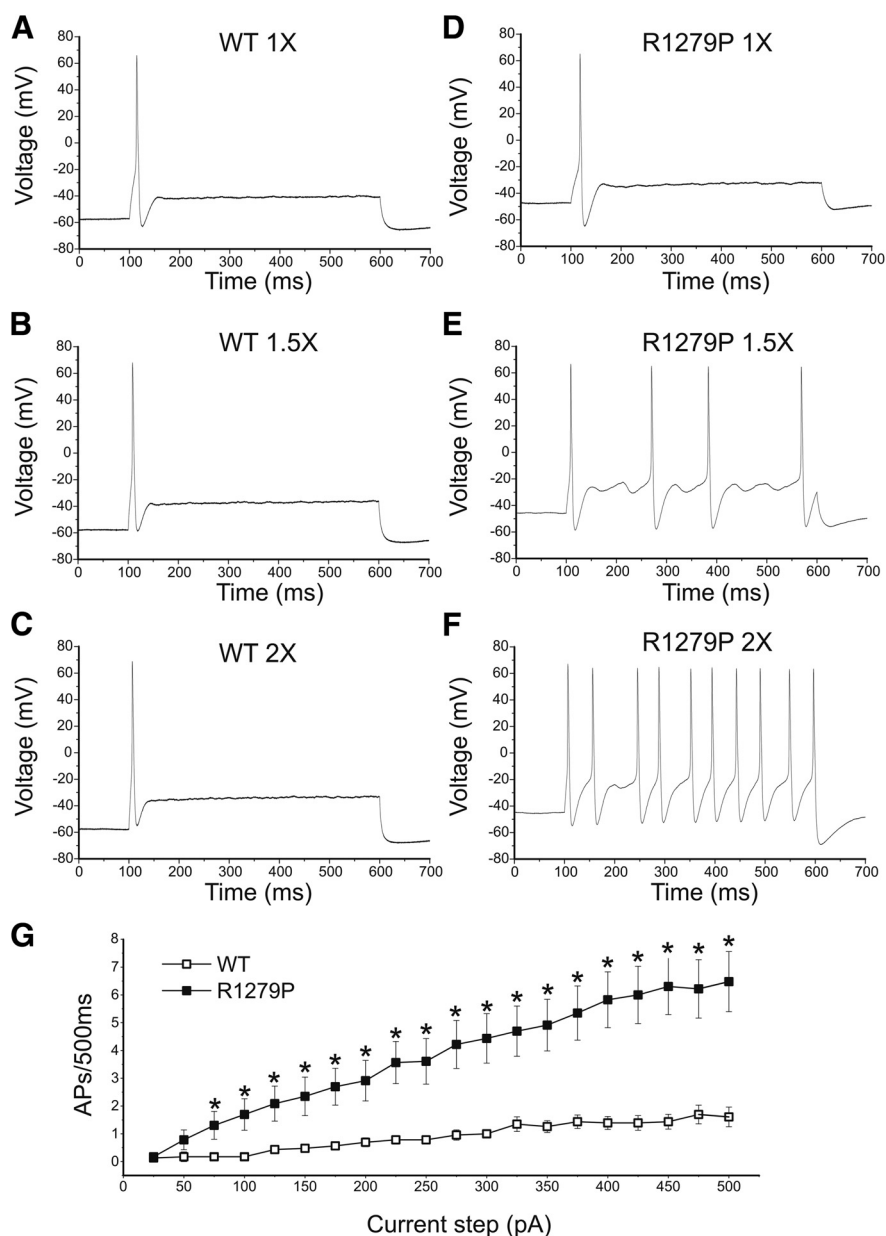 A
WT 1X
Voltage (mV)
80
60
40
20
0
-20
-40
-60
-80
0 100 200 300 400 500 600 700
Time (ms)
D
R1279P 1X
Voltage (mV)
80
60
40
20
0
-20
-40
-60
-80
0 100 200 300 400 500 600 700
Time (ms)
B
WT 1.5X
Voltage (mV)
80
60
40
20
0
-20
-40
-60
-80
0 100 200 300 400 500 600 700
Time (ms)
E
R1279P 1.5X
Voltage (mV)
80
60
40
20
0
-20
-40
-60
-80
0 100 200 300 400 500 600 700
Time (ms)
C
WT 2X
Voltage (mV)
80
60
40
20
0
-20
-40
-60
-80
0 100 200 300 400 500 600 700
Time (ms)
F
R1279P 2X
Voltage (mV)
80
60
40
20
0
-20
-40
-60
-80
0 100 200 300 400 500 600 700
Time (ms)
G
WT
R1279P
APs/500ms
8
7
6
5
4
3
2
1
0
* * * * * * * * * * * * * * * * * *
0 50 100 150 200 250 300 350 400 450 500
Current step (pA)